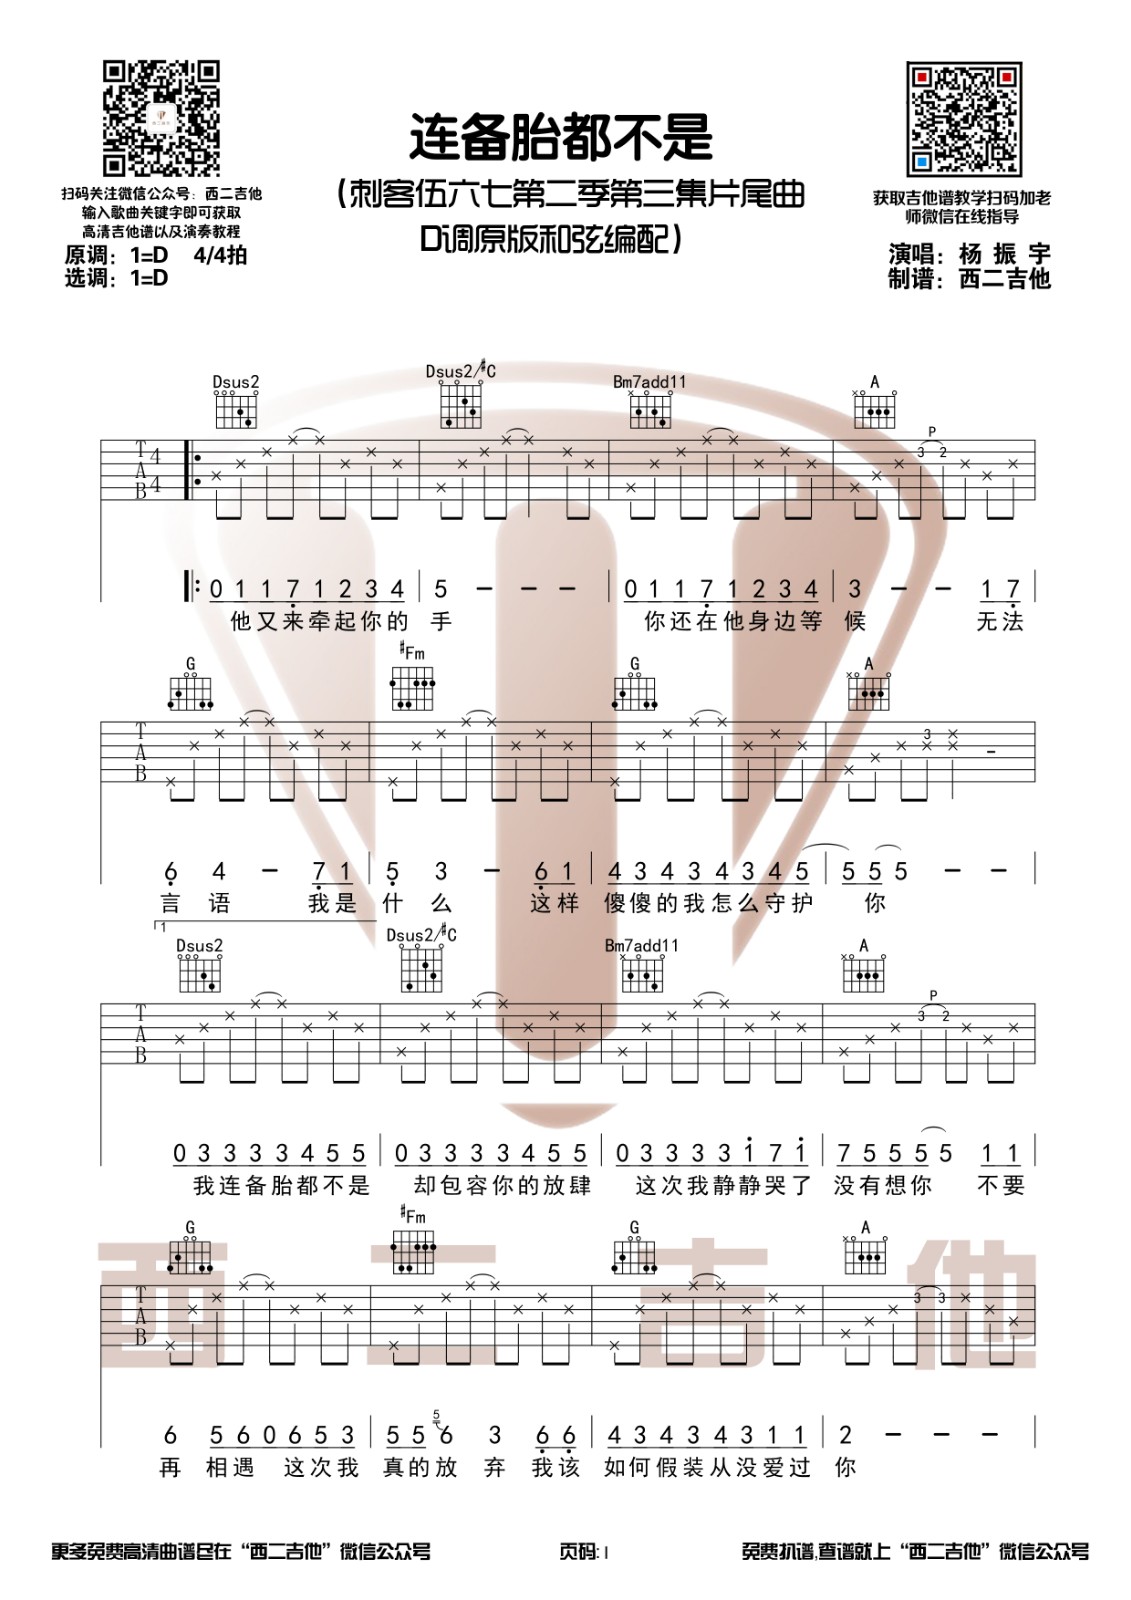 连备胎都不是
（刺客伍六七第二季第三集片尾曲
D调原版和弦编配）
扫码关注微信公众号：西二吉他
输入歌曲关键字即可获取
高清吉他谱以及演奏教程
原调：1=D 4/4拍
选调：1=D
获取吉他谱教学扫码加老
师微信在线指导
演唱：杨 振 宇
制谱：西二吉他
Dsus2 Dsus2/#C Bm7add11 A
P
T 4 3 2
A
B 4
0 1 1 7 1 2 3 4 5 － － － 0 1 1 7 1 2 3 4 3 － － 1 7
他又来牵起你的 手 你还在他身边等 候 无法
G #Fm G A
T 3
A
B
6 4 － 7 1 5 3 － 6 1 4 3 4 3 4 3 4 5 5 5 5 － －
言 语 我是 什 么 这样 傻傻的我怎么守护 你
1
Dsus2 Dsus2/#C Bm7add11 A
P
T 3 2
A
B
0 3 3 3 3 4 5 5 0 3 3 3 3 4 5 5 0 3 3 3 3 1 7 1 7 5 5 5 5 1 1
我连备胎都不是 却包容你的放肆 这次我静静哭了 没有想你 不要
G #Fm G A
T 3 3
A
B
西二吉他
5
6 5 6 0 6 5 3 5 5 6 3 6 6 4 3 4 3 4 3 1 1 2 － － －
再 相遇 这次我 真的放 弃 我该 如何假装从没爱过 你
更多免费高清曲谱尽在“西二吉他”微信公众号 页码: 1 免费扒谱,查谱就上“西二吉他”微信公众号